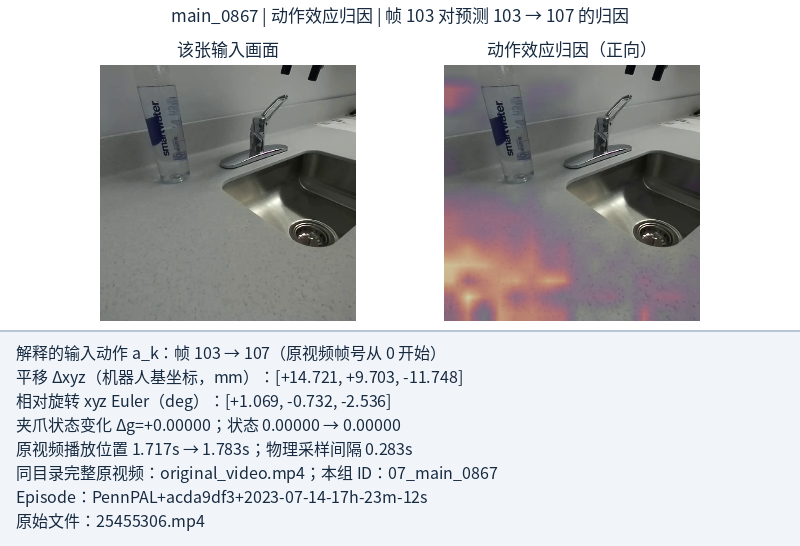 main_0867 | 动作效应归因 | 帧 103 对预测 103 → 107 的归因
该张输入画面
动作效应归因（正向）
smartwater
smartwater
解释的输入动作 a_k：帧 103 → 107（原视频帧号从 0 开始）
平移 Δxyz（机器人基坐标，mm）：[+14.721, +9.703, -11.748]
相对旋转 xyz Euler（deg）：[+1.069, -0.732, -2.536]
夹爪状态变化 Δg=+0.00000；状态 0.00000 → 0.00000
原视频播放位置 1.717s → 1.783s；物理采样间隔 0.283s
同目录完整原视频：original_video.mp4；本组 ID：07_main_0867
Episode：PennPAL+acda9df3+2023-07-14-17h-23m-12s
原始文件：25455306.mp4